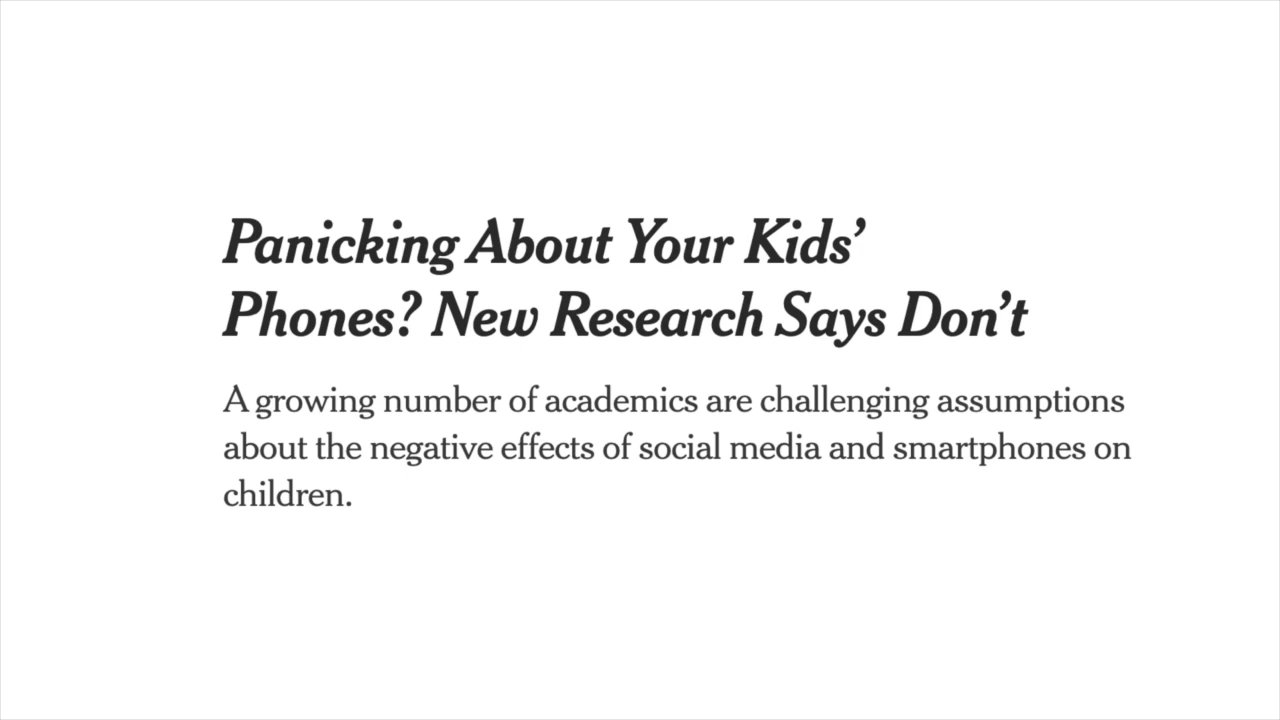 Panicking About Your Kids’
Phones? New Research Says Don’t
A growing number of academics are challenging assumptions
about the negative effects of social media and smartphones on
children.